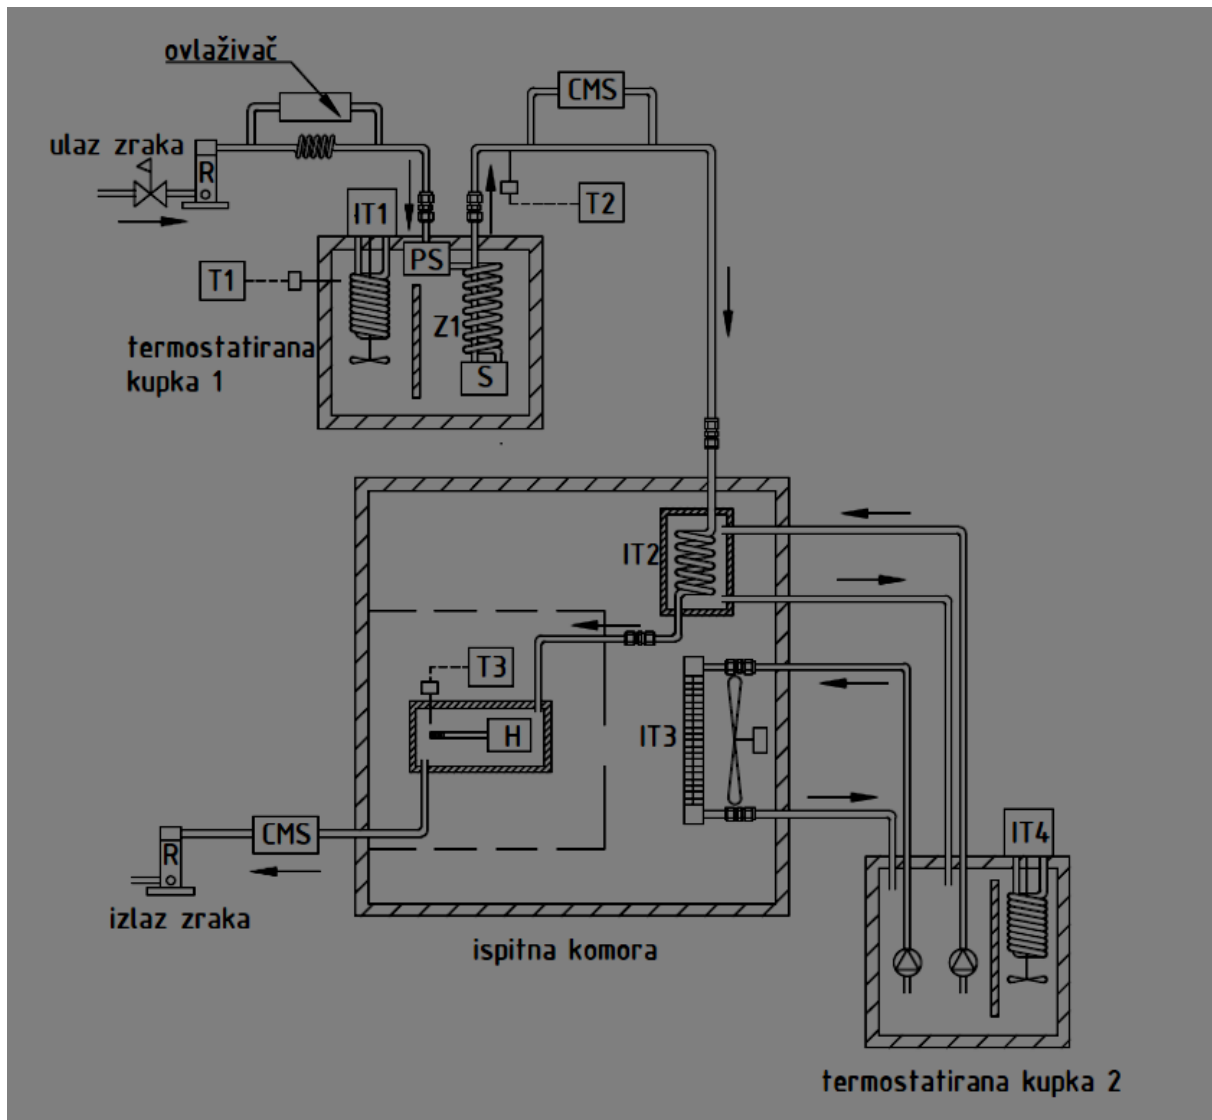 ovlaživač
CMS
ulaz zraka
R
IT1
T2
PS
T1
Z1
termostatirana
kupka 1
S
IT2
T3
H
IT3
CMS
IT4
R
izlaz zraka
ispitna komora
termostatirana kupka 2